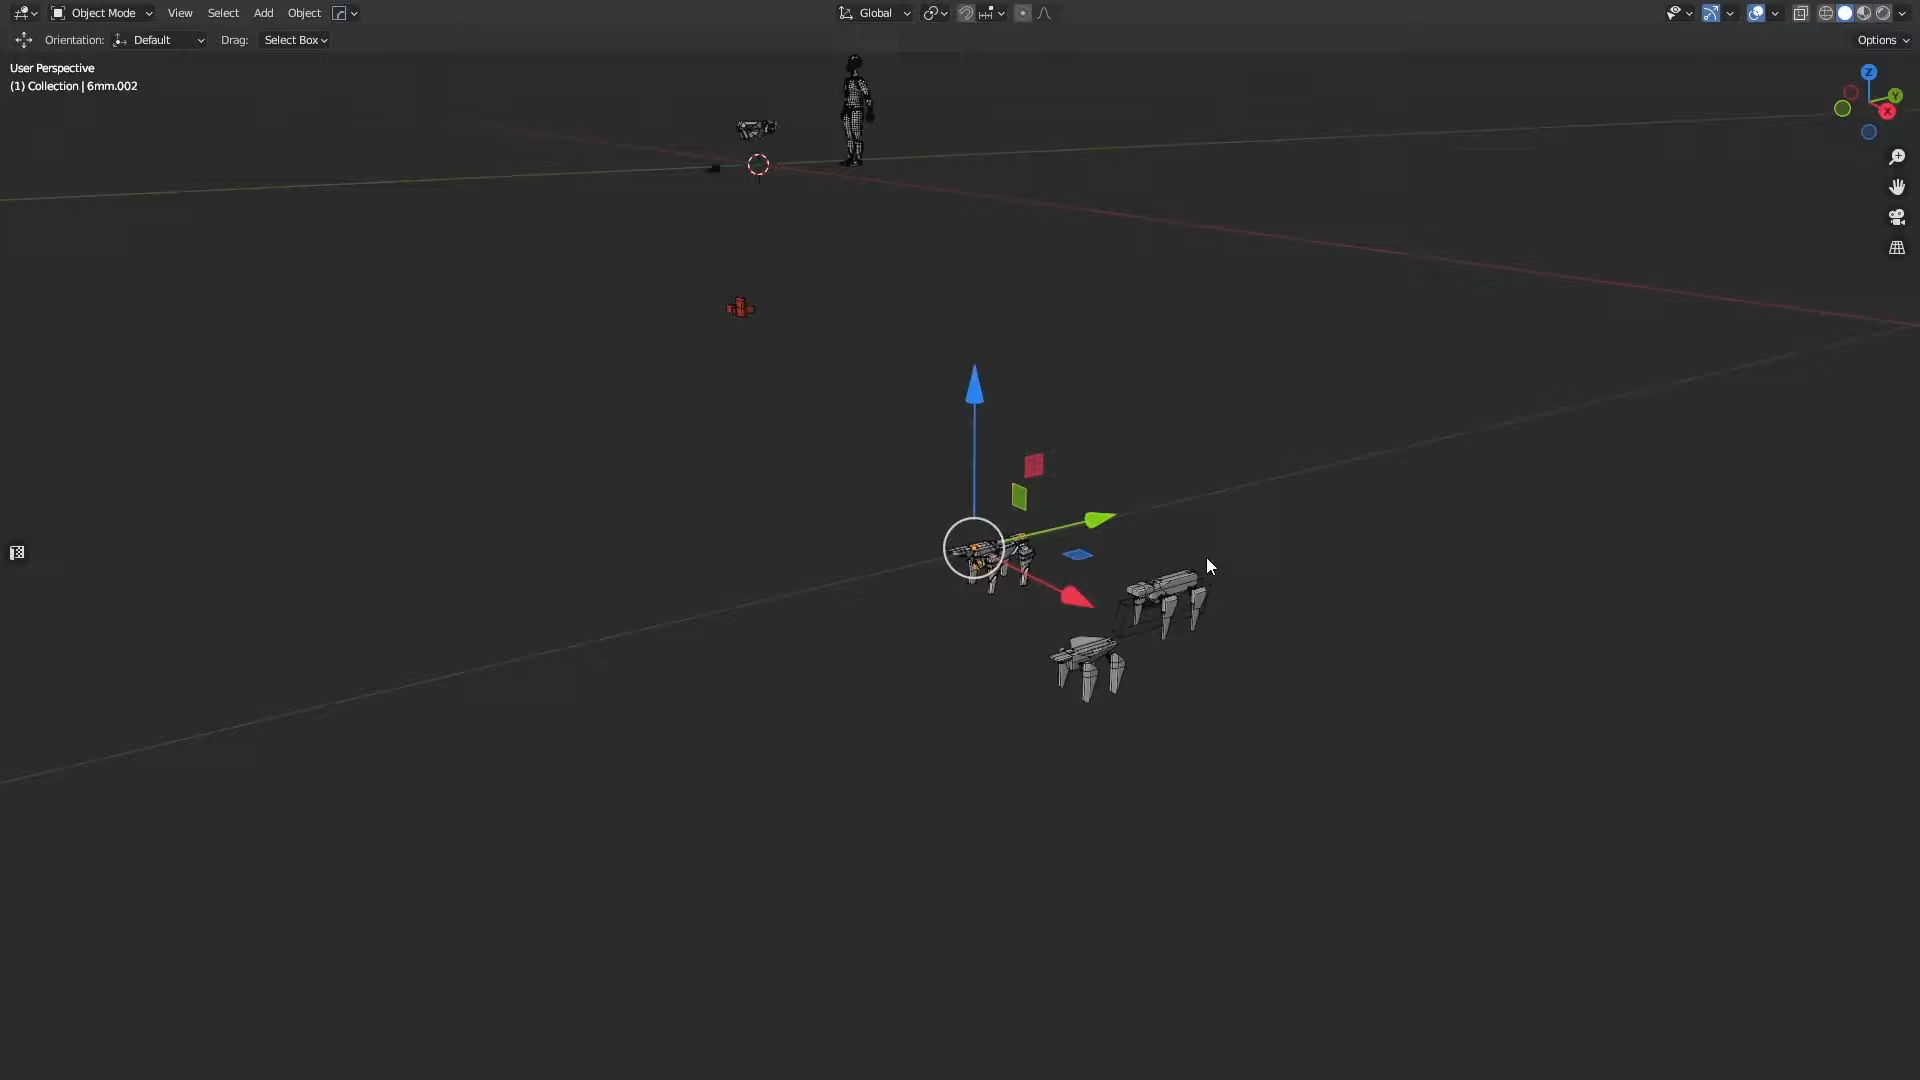 Object Mode View Select Add Object Global
Orientation: Default Drag: Select Box Options
User Perspective
(1) Collection | 6mm.002
Z
Y
X